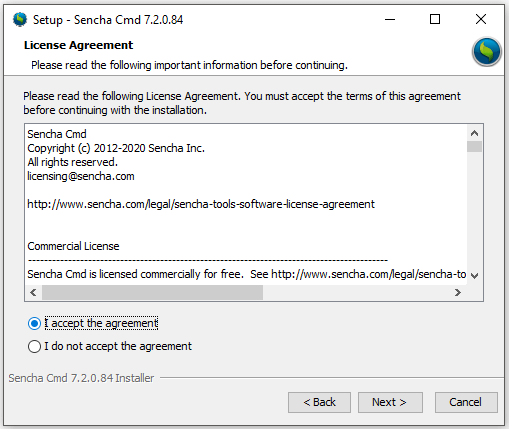 Setup - Sencha Cmd 7.2.0.84
License Agreement
Please read the following important information before continuing.
Please read the following License Agreement. You must accept the terms of this agreement
before continuing with the installation.
Sencha Cmd
Copyright (c) 2012-2020 Sencha Inc.
All rights reserved.
licensing@sencha.com
http://www.sencha.com/legal/sencha-tools-software-license-agreement
Commercial License
------------------------------------------------------------------------------------------
Sencha Cmd is licensed commercially for free.  See http://www.sencha.com/legal/sencha-to
I accept the agreement
I do not accept the agreement
Sencha Cmd 7.2.0.84 Installer
< Back
Next >
Cancel